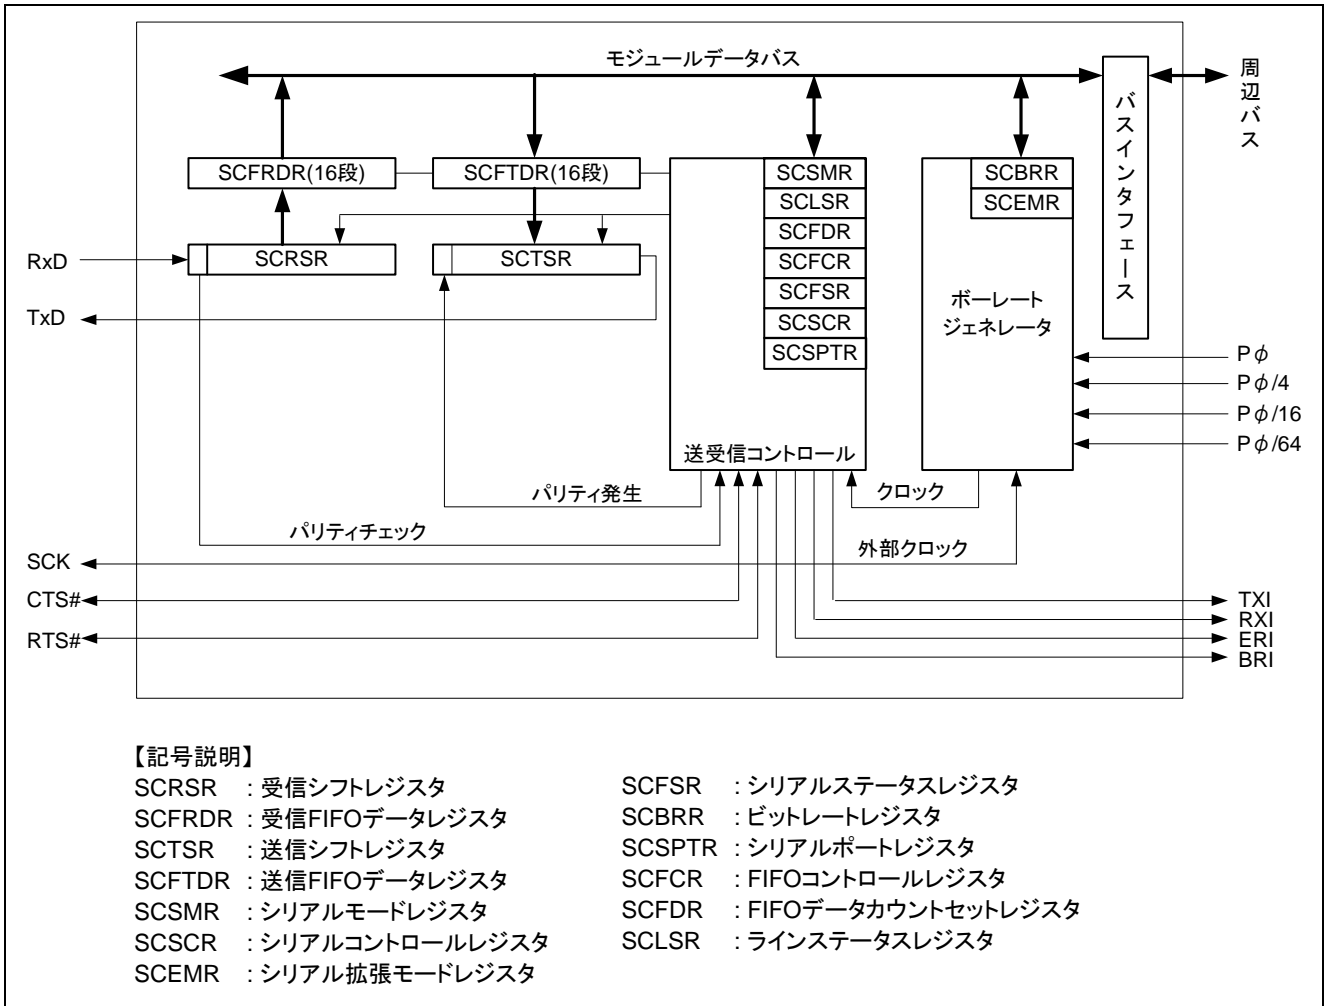 モジュールデータバス
周辺バス
バスインタフェース
SCFRDR(16段)
SCFTDR(16段)
SCSMR
SCLSR
SCFDR
SCFCR
SCFSR
SCSCR
SCSPTR
SCBRR
SCEMR
RxD
SCRSR
SCTSR
TxD
ボーレート
ジェネレータ
Pφ
Pφ/4
Pφ/16
Pφ/64
送受信コントロール
パリティ発生
クロック
パリティチェック
外部クロック
SCK
CTS#
RTS#
TXI
RXI
ERI
BRI
【記号説明】
SCRSR : 受信シフトレジスタ
SCFRDR : 受信FIFOデータレジスタ
SCTSR : 送信シフトレジスタ
SCFTDR : 送信FIFOデータレジスタ
SCSMR : シリアルモードレジスタ
SCSCR : シリアルコントロールレジスタ
SCEMR : シリアル拡張モードレジスタ
SCFSR : シリアルステータスレジスタ
SCBRR : ビットレートレジスタ
SCSPTR : シリアルポートレジスタ
SCFCR : FIFOコントロールレジスタ
SCFDR : FIFOデータカウントセットレジスタ
SCLSR : ラインステータスレジスタ